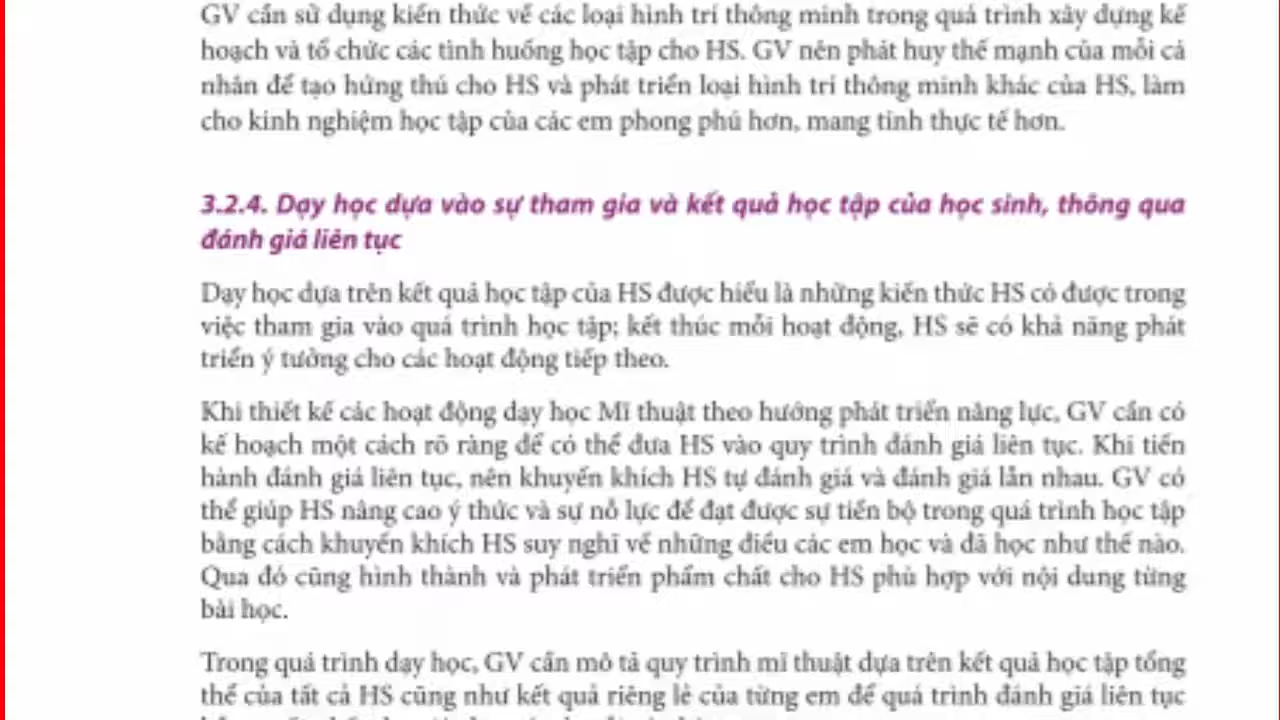 GV cần sử dụng kiến thức về các loại hình trí thông minh trong quá trình xây dựng kế
hoạch và tổ chức các tình huống học tập cho HS. GV nên phát huy thế mạnh của mỗi cá
nhân để tạo hứng thú cho HS và phát triển loại hình trí thông minh khác của HS, làm
cho kinh nghiệm học tập của các em phong phú hơn, mang tính thực tế hơn.
3.2.4. Dạy học dựa vào sự tham gia và kết quả học tập của học sinh, thông qua
đánh giá liên tục
Dạy học dựa trên kết quả học tập của HS được hiểu là những kiến thức HS có được trong
việc tham gia vào quá trình học tập; kết thúc mỗi hoạt động, HS sẽ có khả năng phát
triển ý tưởng cho các hoạt động tiếp theo.
Khi thiết kế các hoạt động dạy học Mĩ thuật theo hướng phát triển năng lực, GV cần có
kế hoạch một cách rõ ràng để có thể đưa HS vào quy trình đánh giá liên tục. Khi tiến
hành đánh giá liên tục, nên khuyến khích HS tự đánh giá và đánh giá lẫn nhau. GV có
thể giúp HS nâng cao ý thức và sự nỗ lực để đạt được sự tiến bộ trong quá trình học tập
bằng cách khuyến khích HS suy nghĩ về những điều các em học và đã học như thế nào.
Qua đó cũng hình thành và phát triển phẩm chất cho HS phù hợp với nội dung từng
bài học.
Trong quá trình dạy học, GV cần mô tả quy trình mĩ thuật dựa trên kết quả học tập tổng
thể của tất cả HS cũng như kết quả riêng lẻ của từng em để quá trình đánh giá liên tục